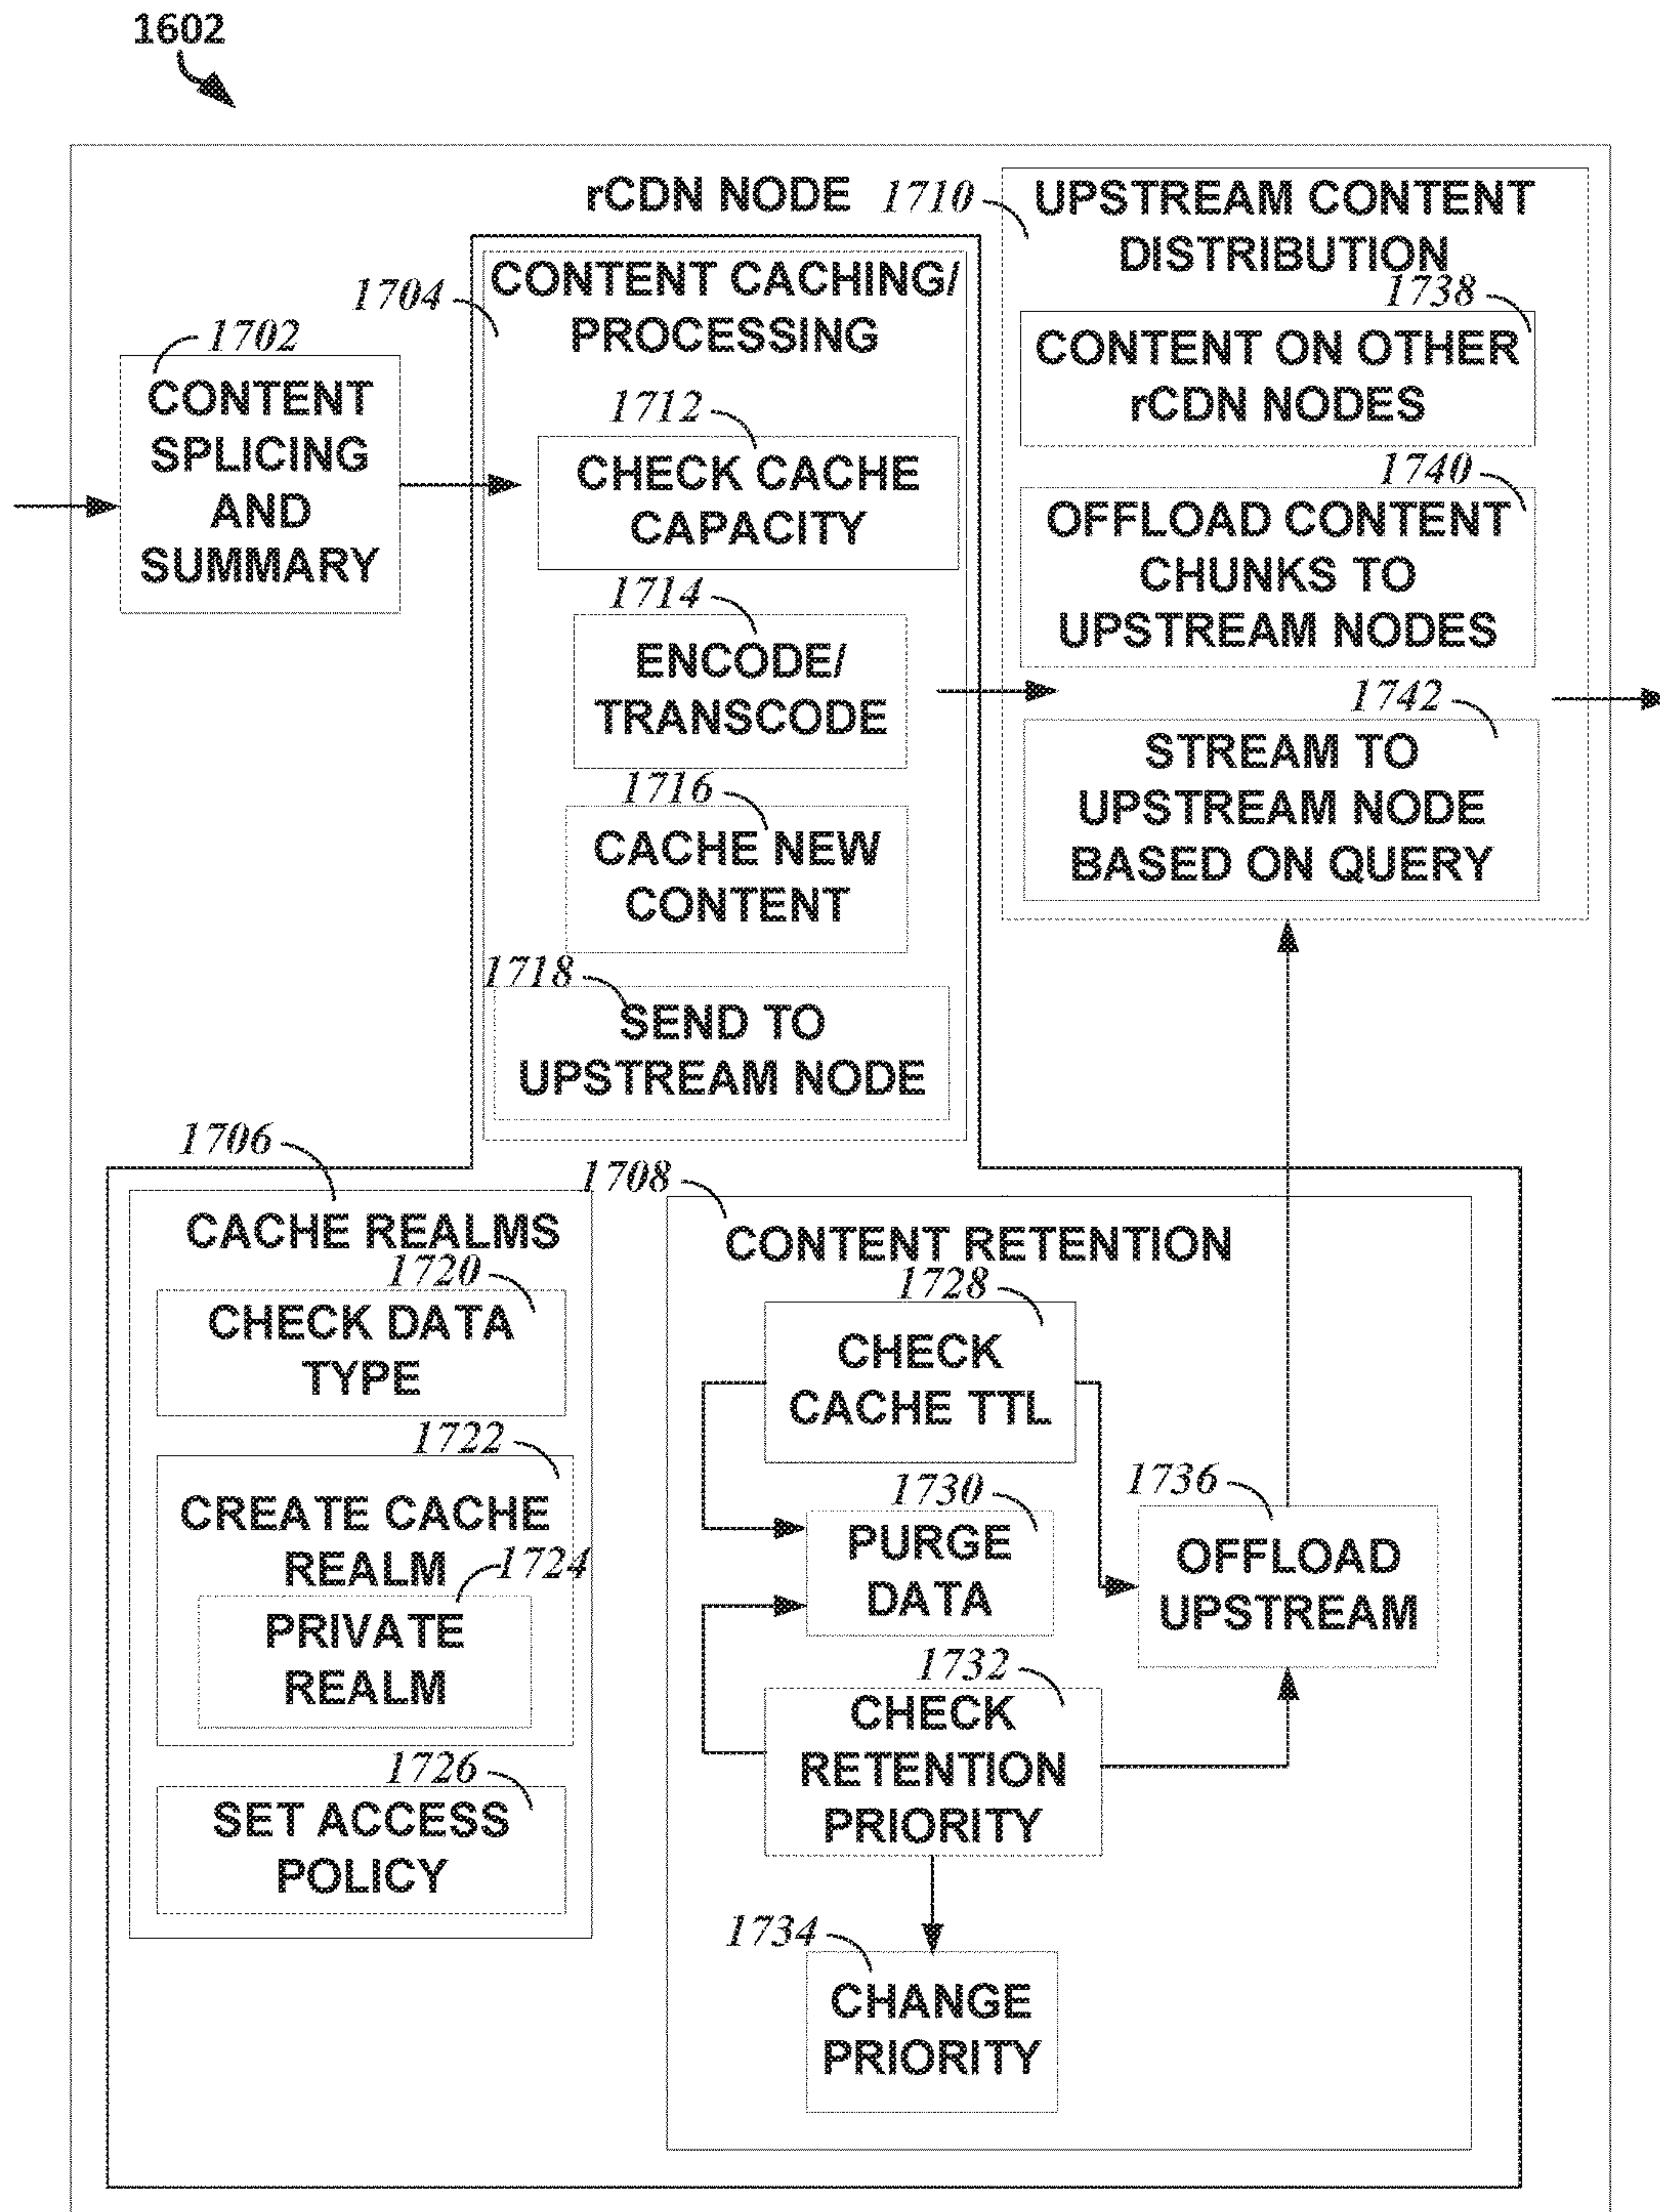 1602
rCDN NODE
1702
CONTENT
SPLICING
AND
SUMMARY
1704
CONTENT CACHING/
PROCESSING
1712
CHECK CACHE
CAPACITY
1714
ENCODE/
TRANSCODE
1716
CACHE NEW
CONTENT
1718
SEND TO
UPSTREAM NODE
1710
UPSTREAM CONTENT
DISTRIBUTION
1738
CONTENT ON OTHER
rCDN NODES
1740
OFFLOAD CONTENT
CHUNKS TO
UPSTREAM NODES
1742
STREAM TO
UPSTREAM NODE
BASED ON QUERY
1706
CACHE REALMS
1720
CHECK DATA
TYPE
1722
CREATE CACHE
REALM
1724
PRIVATE
REALM
1726
SET ACCESS
POLICY
1708
CONTENT RETENTION
1728
CHECK
CACHE TTL
1730
PURGE
DATA
1736
OFFLOAD
UPSTREAM
1732
CHECK
RETENTION
PRIORITY
1734
CHANGE
PRIORITY